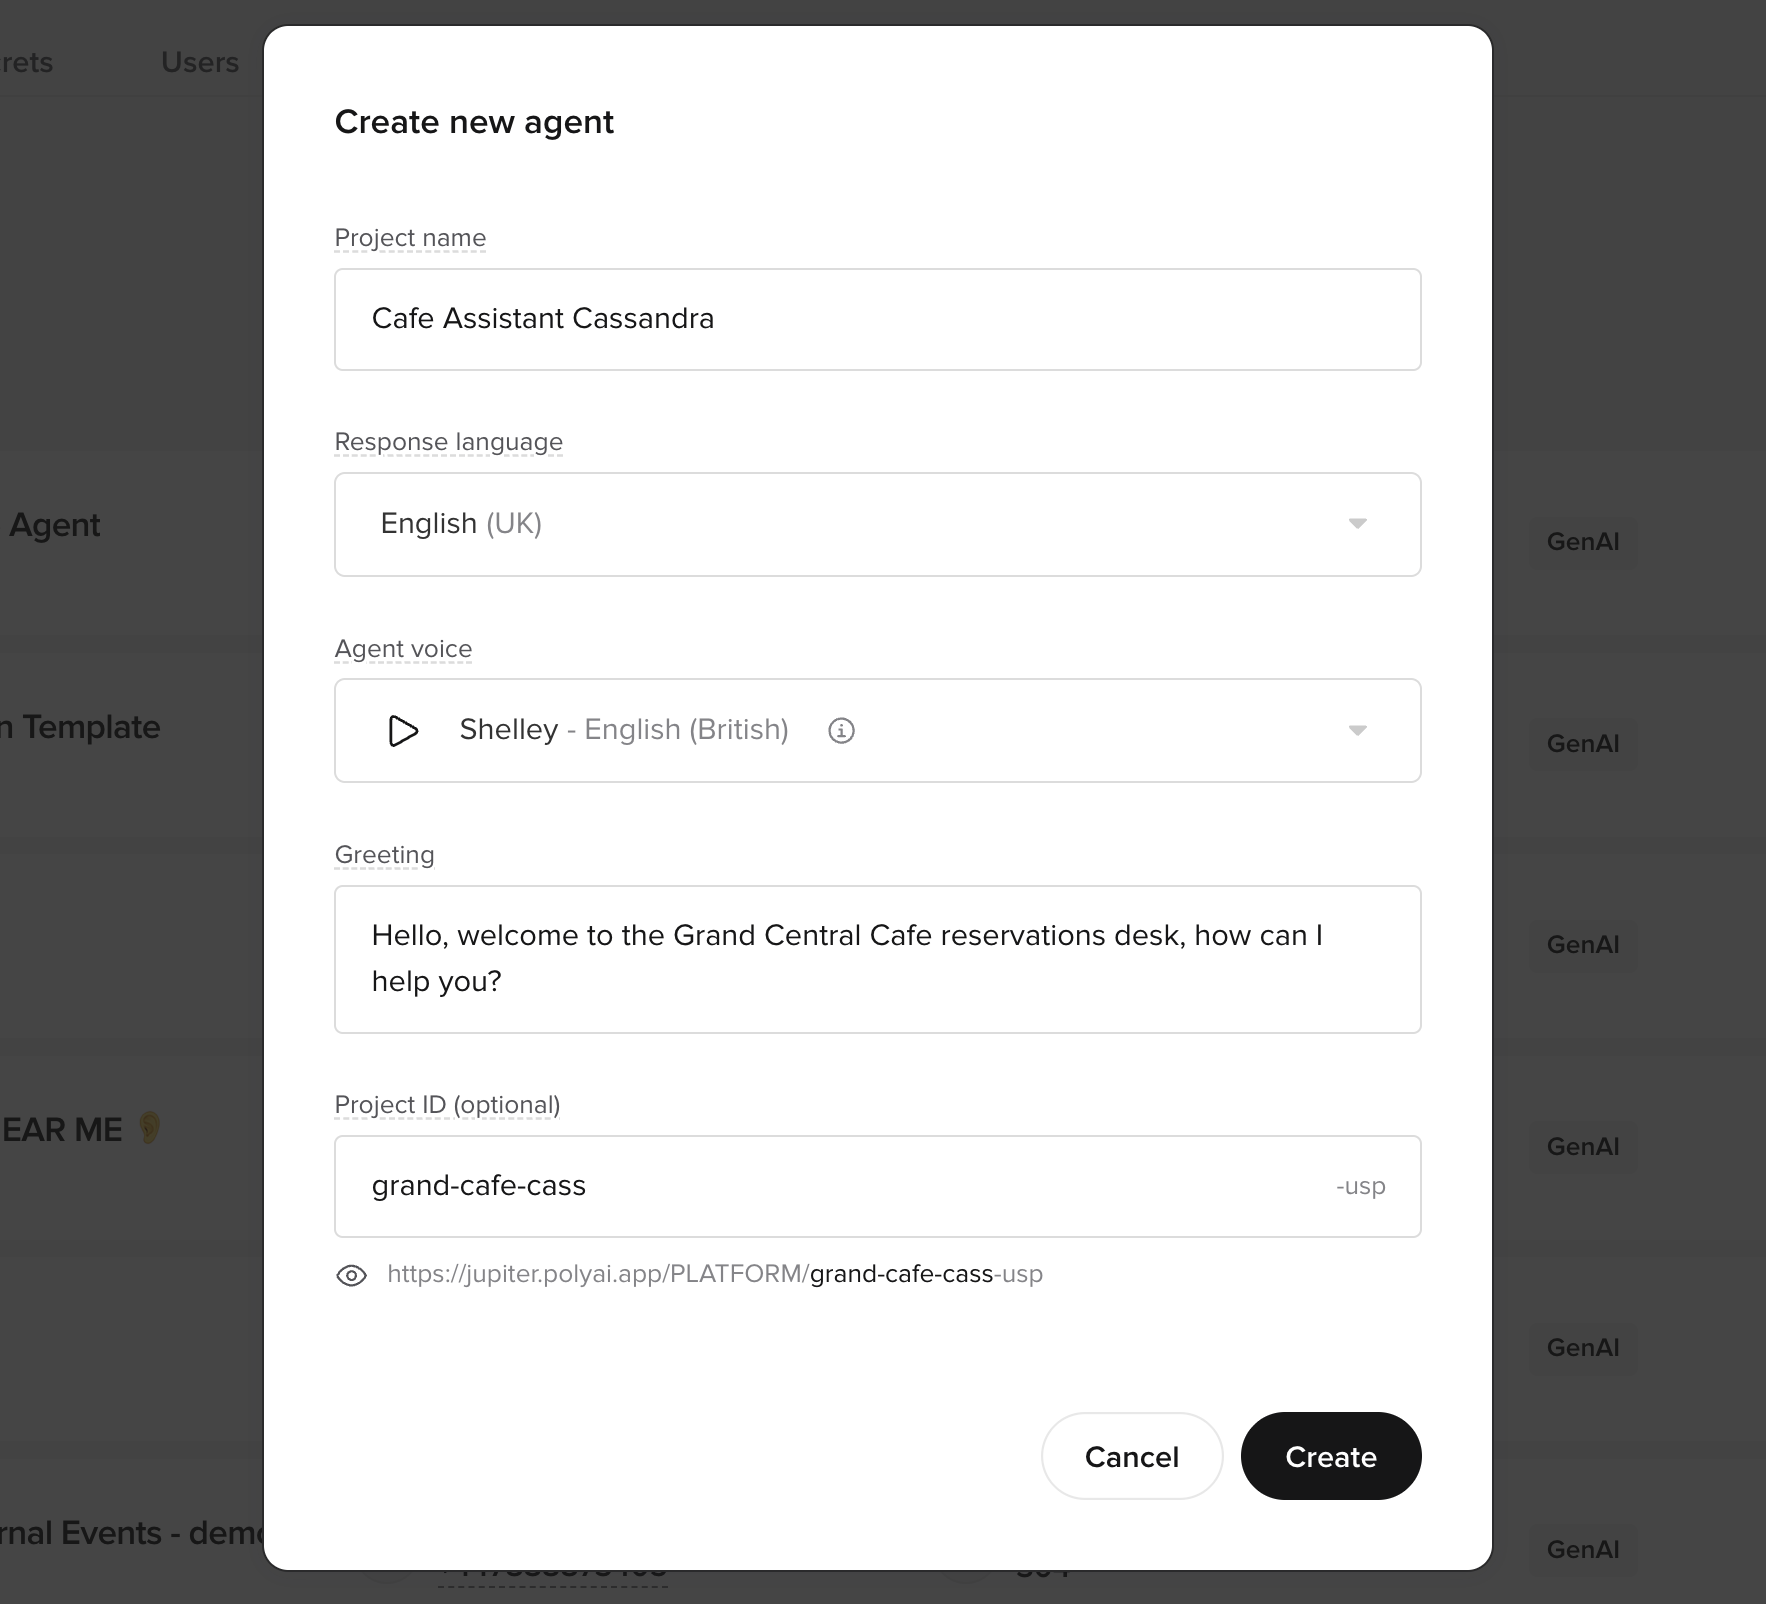 rets
Users
Create new agent
Project name
Cafe Assistant Cassandra
Response language
English (UK)
Agent
GenAI
Agent voice
Shelley - English (British)
n Template
GenAI
Greeting
Hello, welcome to the Grand Central Cafe reservations desk, how can I
help you?
GenAI
Project ID (optional)
EAR ME
GenAI
grand-cafe-cass
-usp
https://jupiter.polyai.app/PLATFORM/grand-cafe-cass-usp
GenAI
Cancel
Create
rnal Events - demo
GenAI